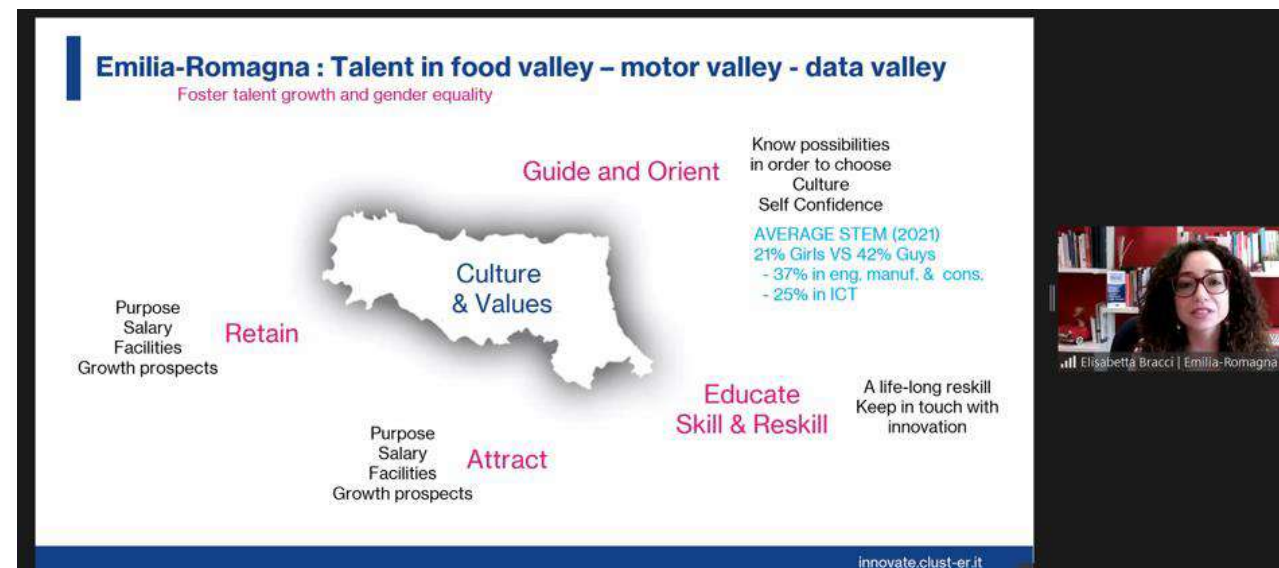 Emilia-Romagna : Talent in food valley – motor valley - data valley
Foster talent growth and gender equality
Guide and Orient
Know possibilities
in order to choose
Culture
Self Confidence
AVERAGE STEM (2021)
21% Girls VS 42% Guys
- 37% in eng. manuf. & cons.
- 25% in ICT
Culture
& Values
Purpose
Salary
Facilities
Growth prospects
Retain
Educate
Skill & Reskill
A life-long reskill
Keep in touch with
innovation
Purpose
Salary
Facilities
Growth prospects
Attract
innovate.clust-er.it
Elisabetta Bracci | Emilia-Romagna